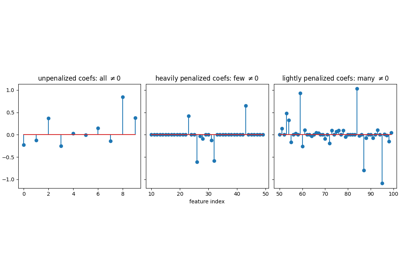 unpenalized coefs: all ≠0
heavily penalized coefs: few ≠0
lightly penalized coefs: many ≠0
1.0
0.5
0.0
−0.5
−1.0
0 2 4 6 8
10 20 30 40 50
50 60 70 80 90 100
feature index